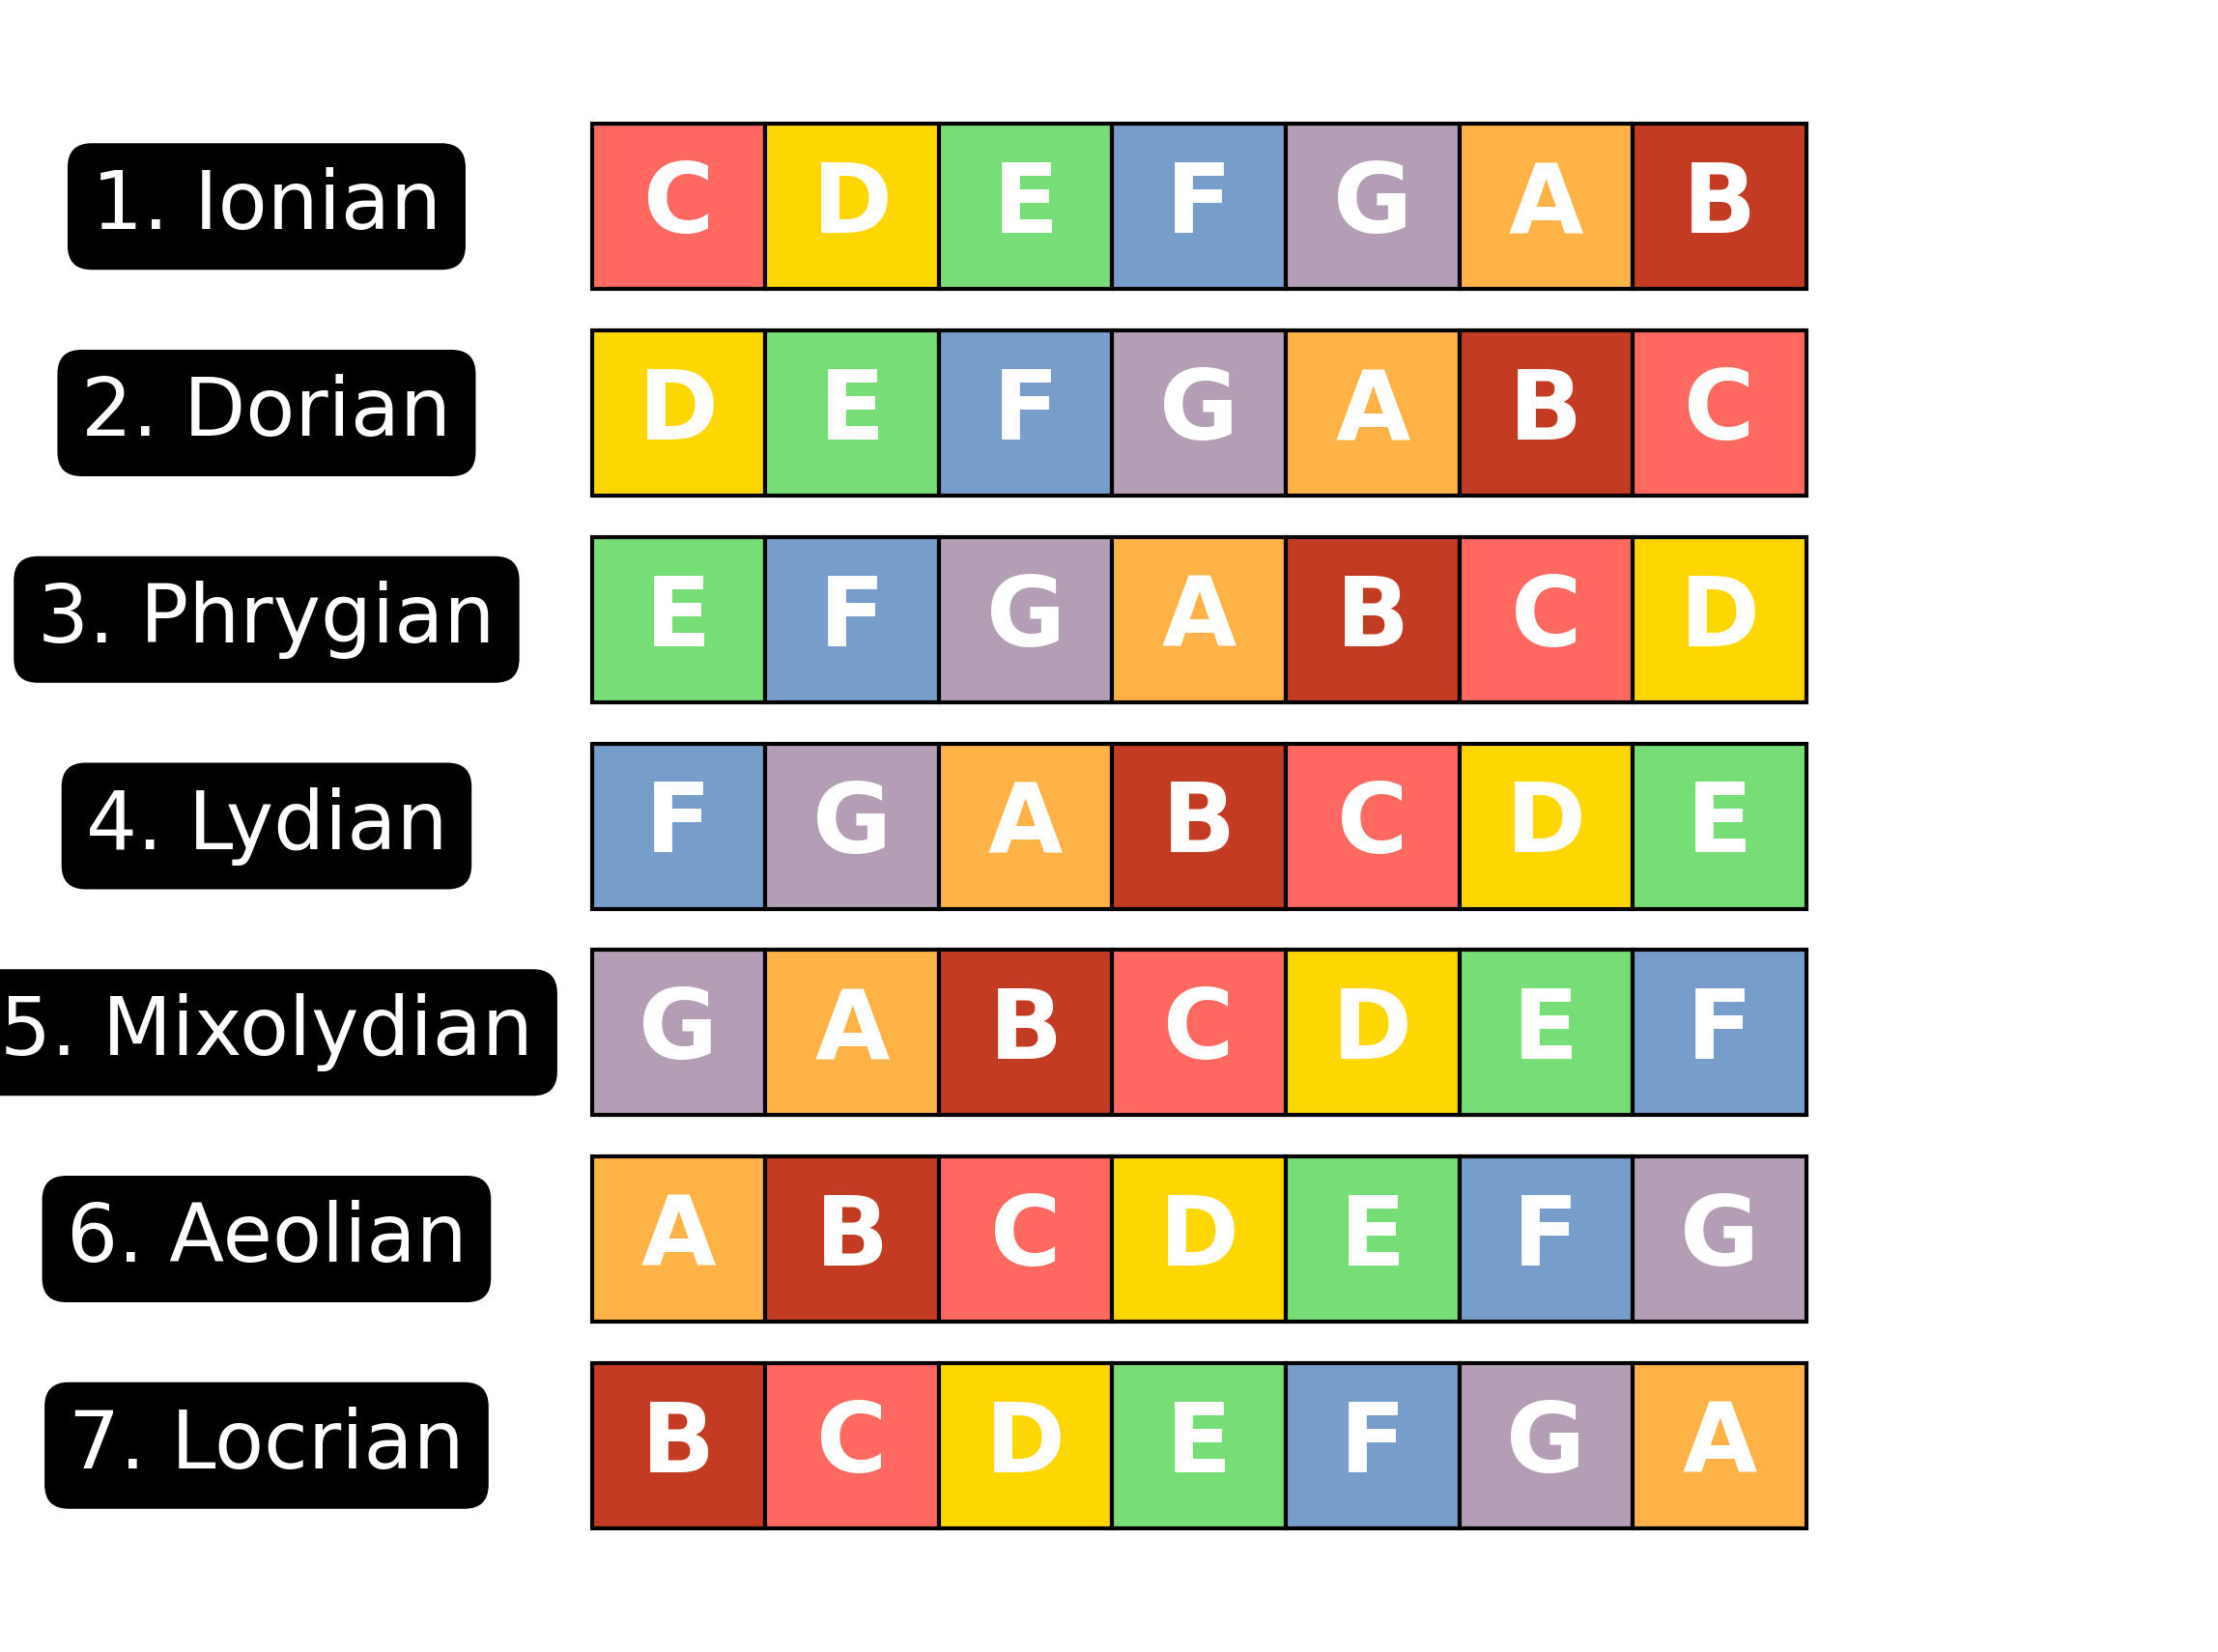 1. Ionian C D E F G A B
2. Dorian D E F G A B C
3. Phrygian E F G A B C D
4. Lydian F G A B C D E
5. Mixolydian G A B C D E F
6. Aeolian A B C D E F G
7. Locrian B C D E F G A